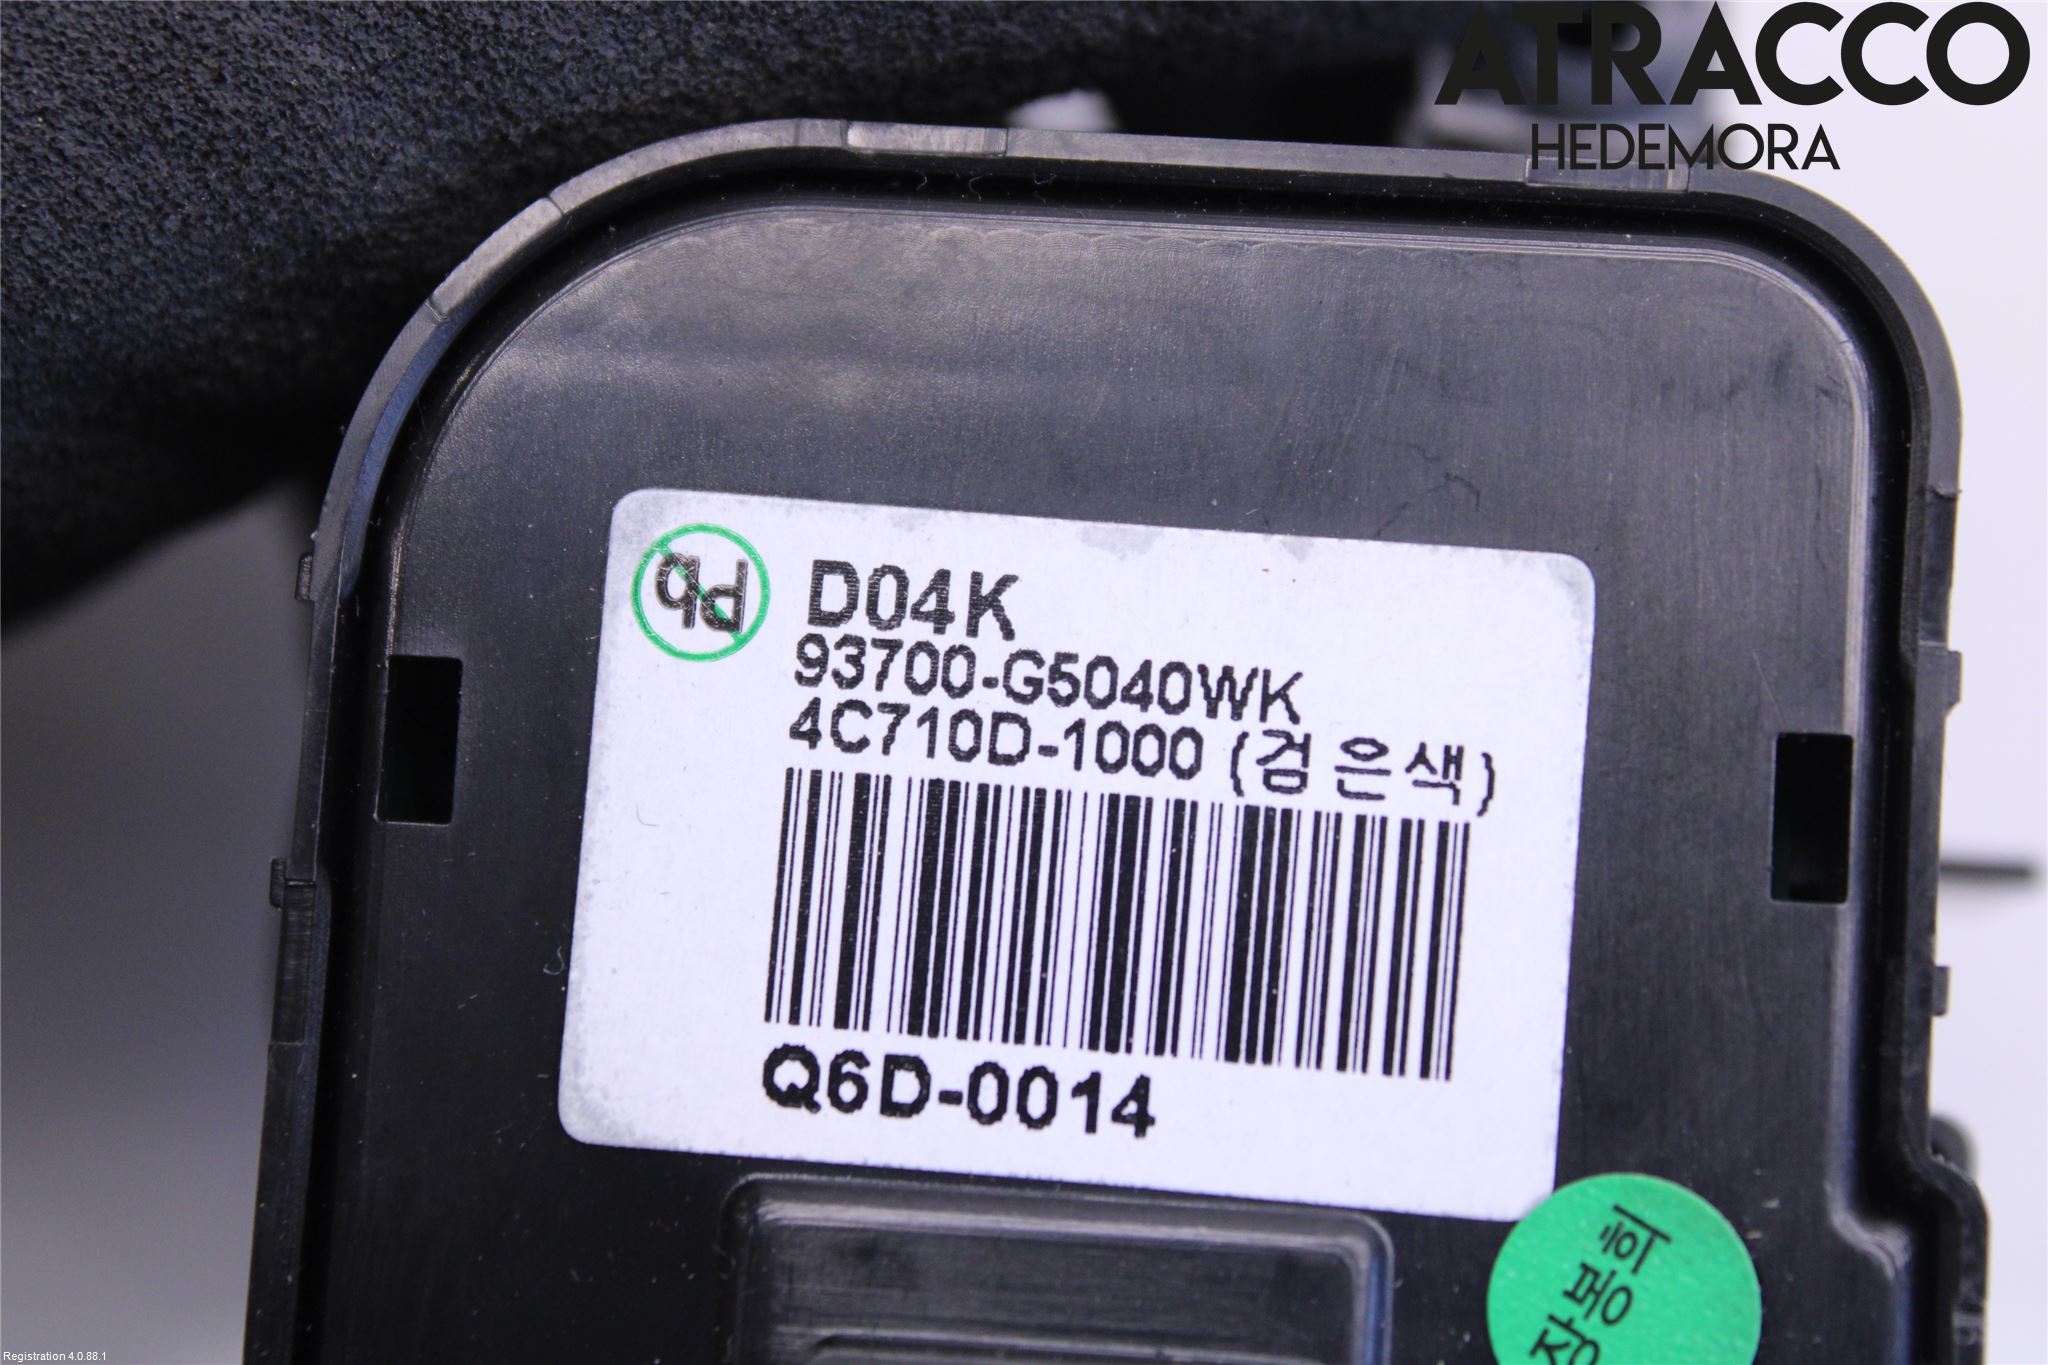 ATRACCO
HEDEMORA
Pb
D04K
93700-G5040WK
4C710D-1000 (검은색)
Q6D-0014
Registration 4.0.88.1